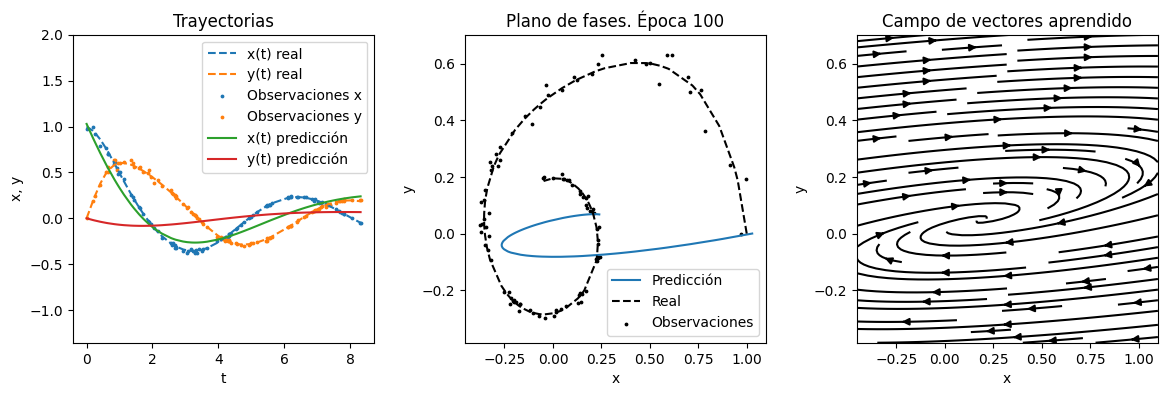 Trayectorias
2.0
1.5
1.0
0.5
0.0
−0.5
−1.0
x, y
0
2
4
6
8
t
x(t) real
y(t) real
Observaciones x
Observaciones y
x(t) predicción
y(t) predicción
Plano de fases. Época 100
0.6
0.4
0.2
0.0
−0.2
y
−0.25
0.00
0.25
0.50
0.75
1.00
x
Predicción
Real
Observaciones
Campo de vectores aprendido
0.6
0.4
0.2
0.0
−0.2
y
−0.25
0.00
0.25
0.50
0.75
1.00
x